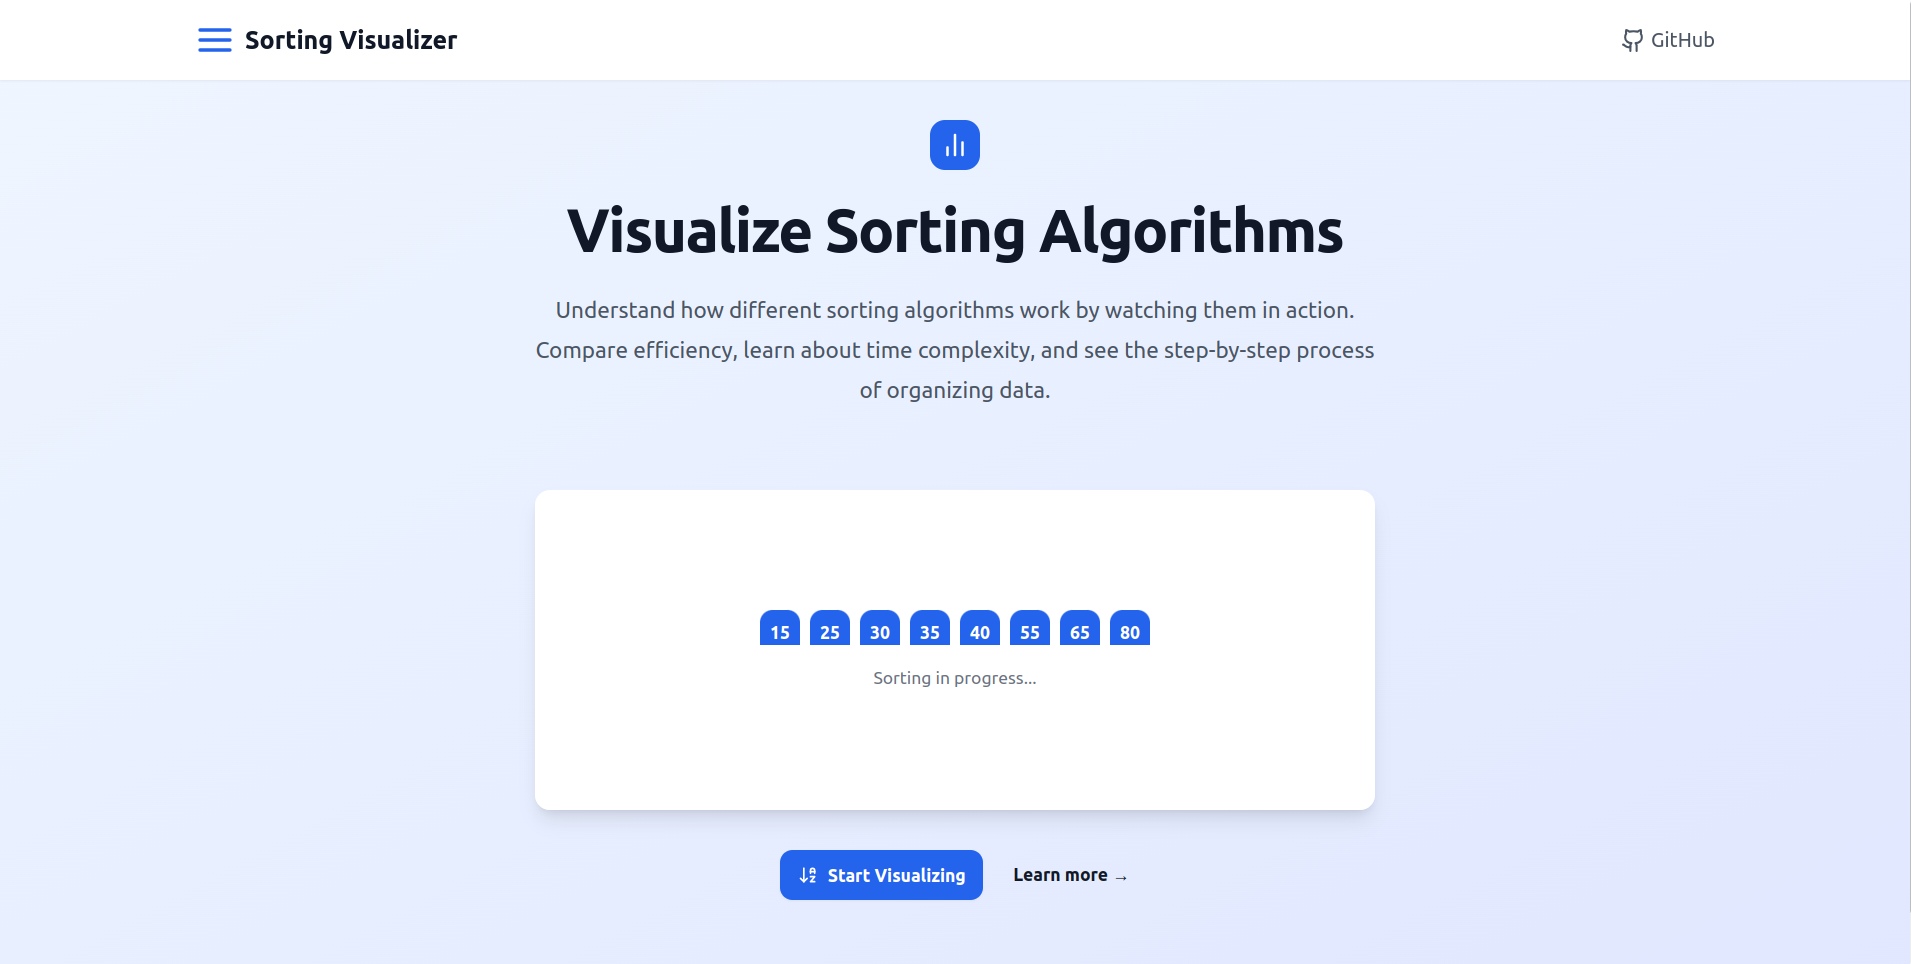 Sorting Visualizer
GitHub
Visualize Sorting Algorithms
Understand how different sorting algorithms work by watching them in action.
Compare efficiency, learn about time complexity, and see the step-by-step process
of organizing data.
15 25 30 35 40 55 65 80
Sorting in progress...
Start Visualizing
Learn more →